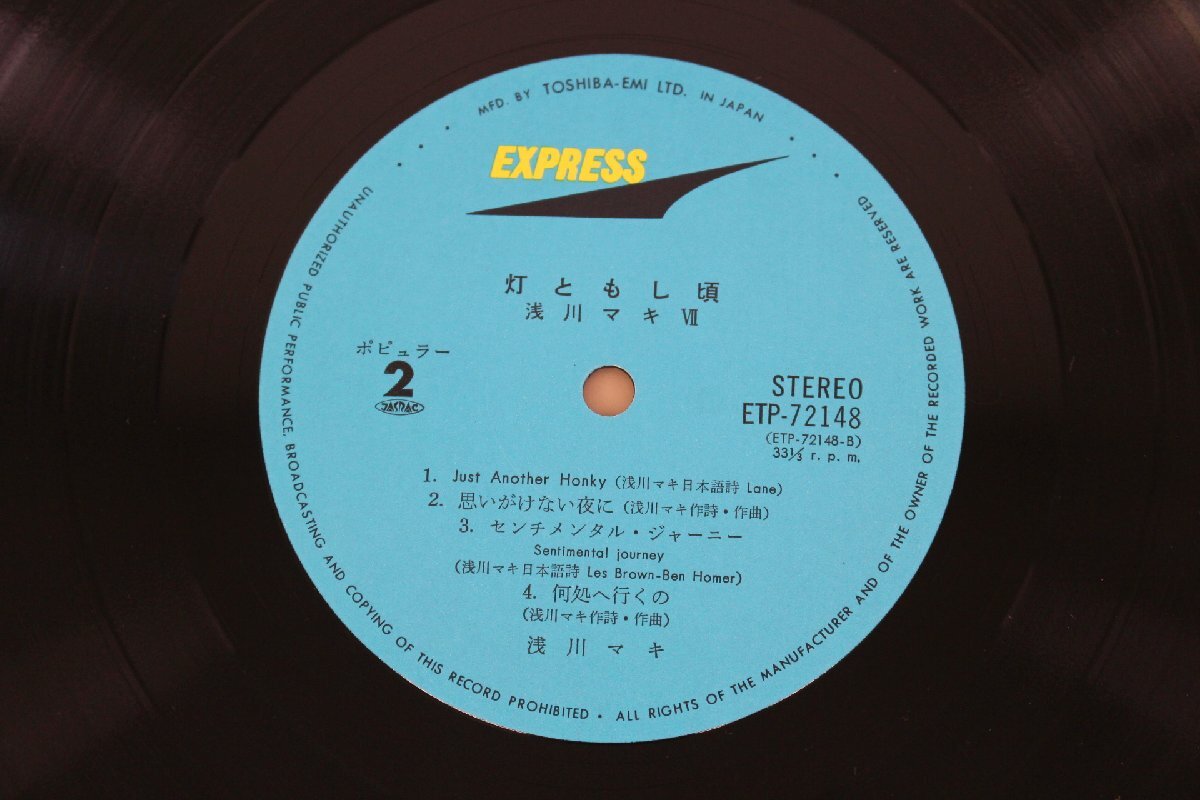 MFD. BY TOSHIBA-EMI LTD. IN JAPAN
EXPRESS
灯ともし頃
浅川マキ Ⅶ
ポピュラー
2
JASRAC
STEREO
ETP-72148
(ETP-72148-B)
33⅓ r. p. m.
1. Just Another Honky (浅川マキ日本語詩 Lane)
2. 思いがけない夜に (浅川マキ作詩・作曲)
3. センチメンタル・ジャーニー
Sentimental journey
(浅川マキ日本語詩 Les Brown-Ben Homer)
4. 何処へ行くの
(浅川マキ作詩・作曲)
浅川マキ
UNAUTHORIZED PUBLIC PERFORMANCE, BROADCASTING AND COPYING OF THIS RECORD PROHIBITED • ALL RIGHTS OF THE MANUFACTURER AND OF THE OWNER OF THE RECORDED WORK ARE RESERVED